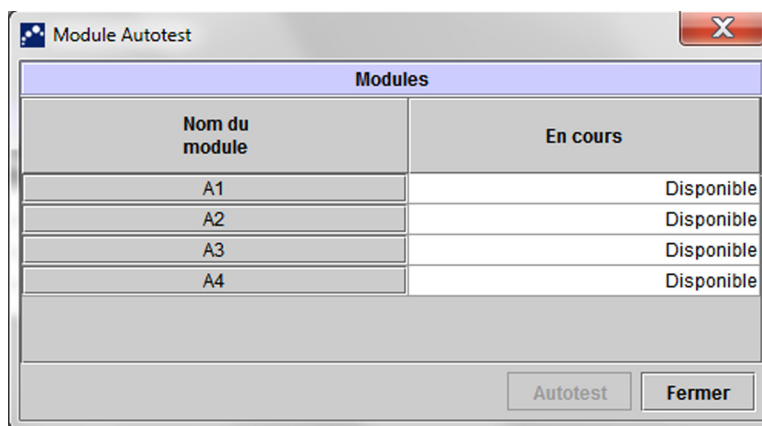 Module Autotest
Modules
Nom du
module
En cours
A1
Disponible
A2
Disponible
A3
Disponible
A4
Disponible
Autotest
Fermer